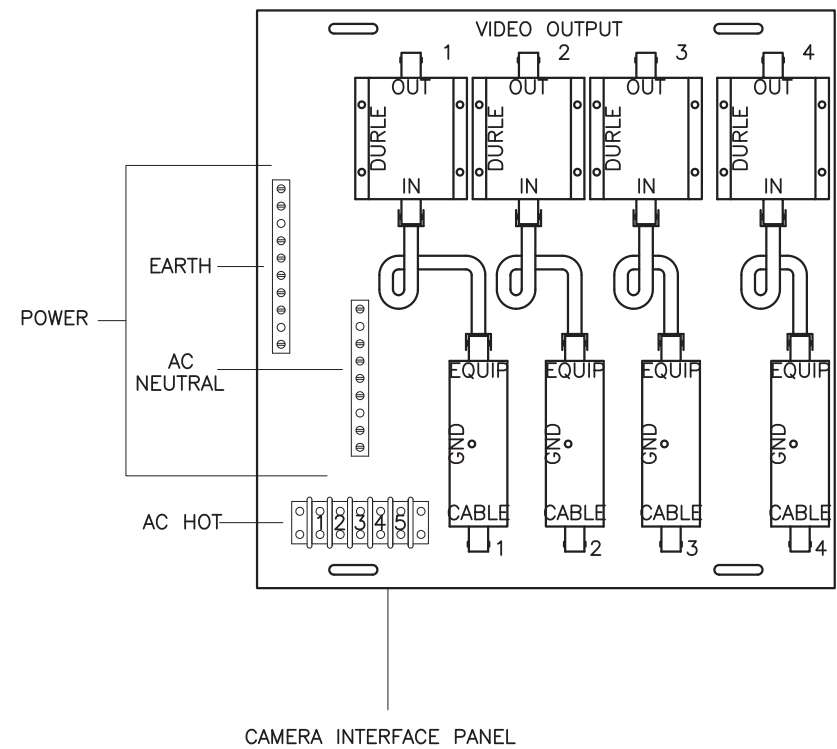 VIDEO OUTPUT
1 2 3 4
OUT OUT OUT OUT
DURLE DURLE DURLE DURLE
IN IN IN IN
EARTH
POWER
AC
NEUTRAL
EQUIP EQUIP EQUIP EQUIP
GND GND GND GND
CABLE CABLE CABLE CABLE
AC HOT
1 2 3 4 5
1 2 3 4
CAMERA INTERFACE PANEL